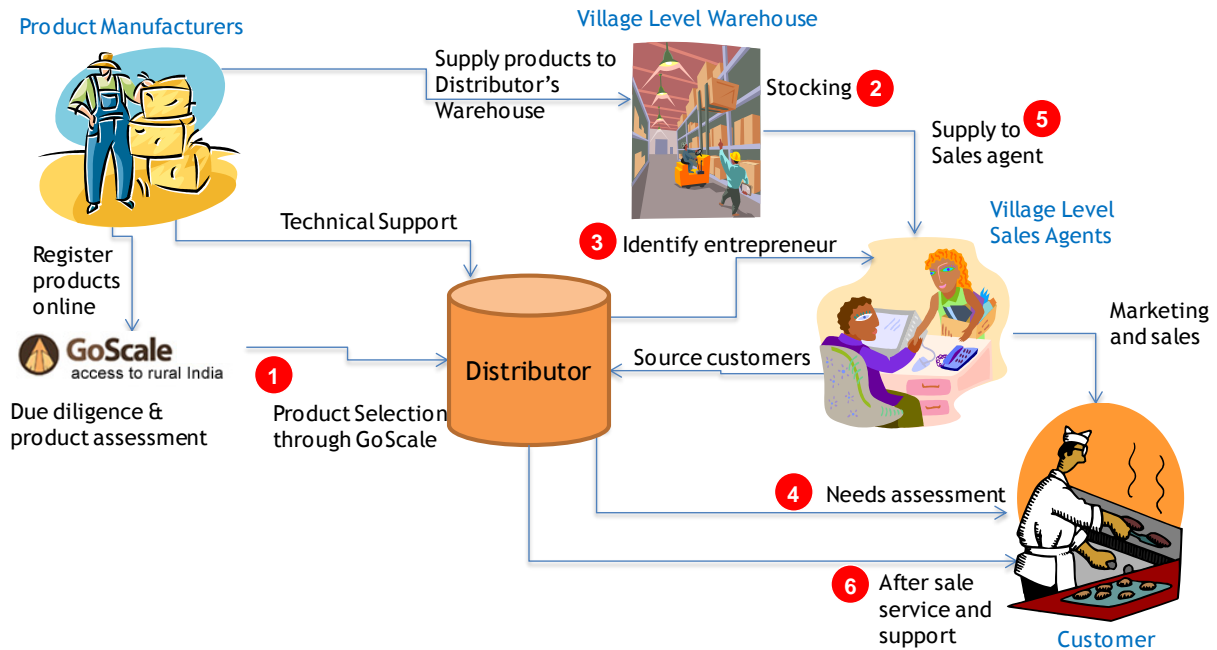 Product Manufacturers
Village Level Warehouse
Supply products to
Distributor's
Warehouse
Stocking 2
5
Supply to
Sales agent
Village Level
Sales Agents
Technical Support
3 Identify entrepreneur
Register
products
online
GoScale
access to rural India
Due diligence &
product assessment
1
Product Selection
through GoScale
Distributor
Source customers
Marketing
and sales
4 Needs assessment
6 After sale
service and
support
Customer